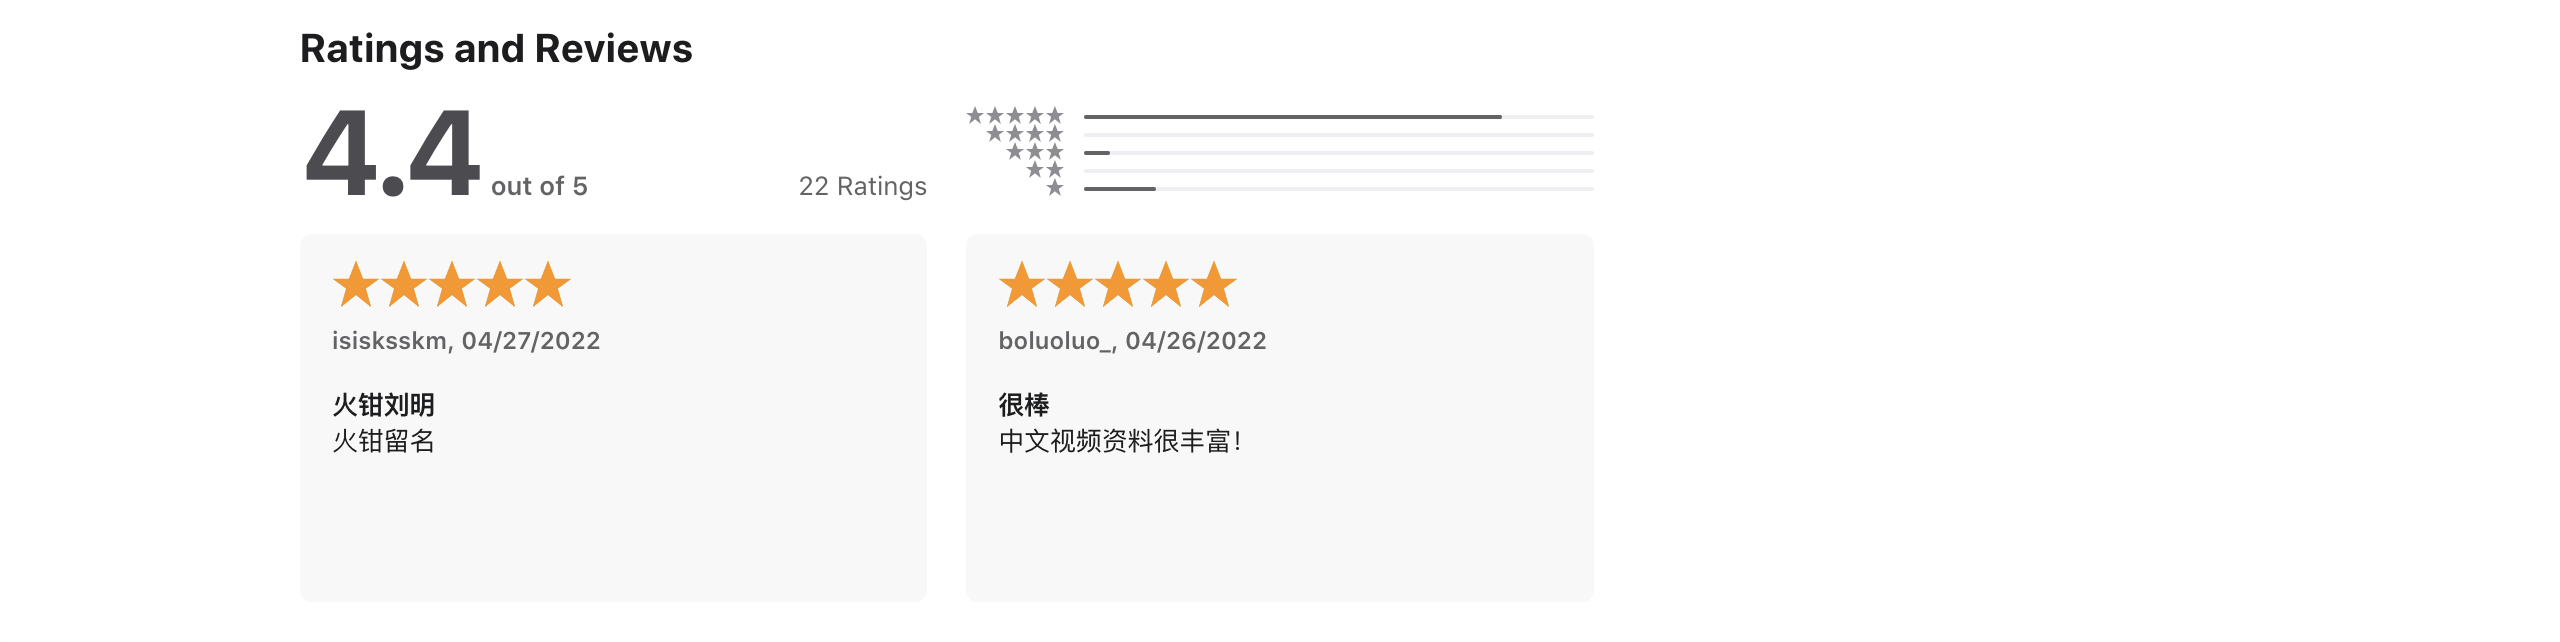 Ratings and Reviews
4.4 out of 5
22 Ratings
isisksskm, 04/27/2022
火钳刘明
火钳留名
boluoluo_, 04/26/2022
很棒
中文视频资料很丰富！